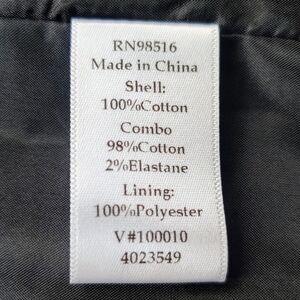 RN98516
Made in China
Shell:
100%Cotton
Combo
98%Cotton
2%Elastane
Lining:
100%Polyester
V#100010
4023549